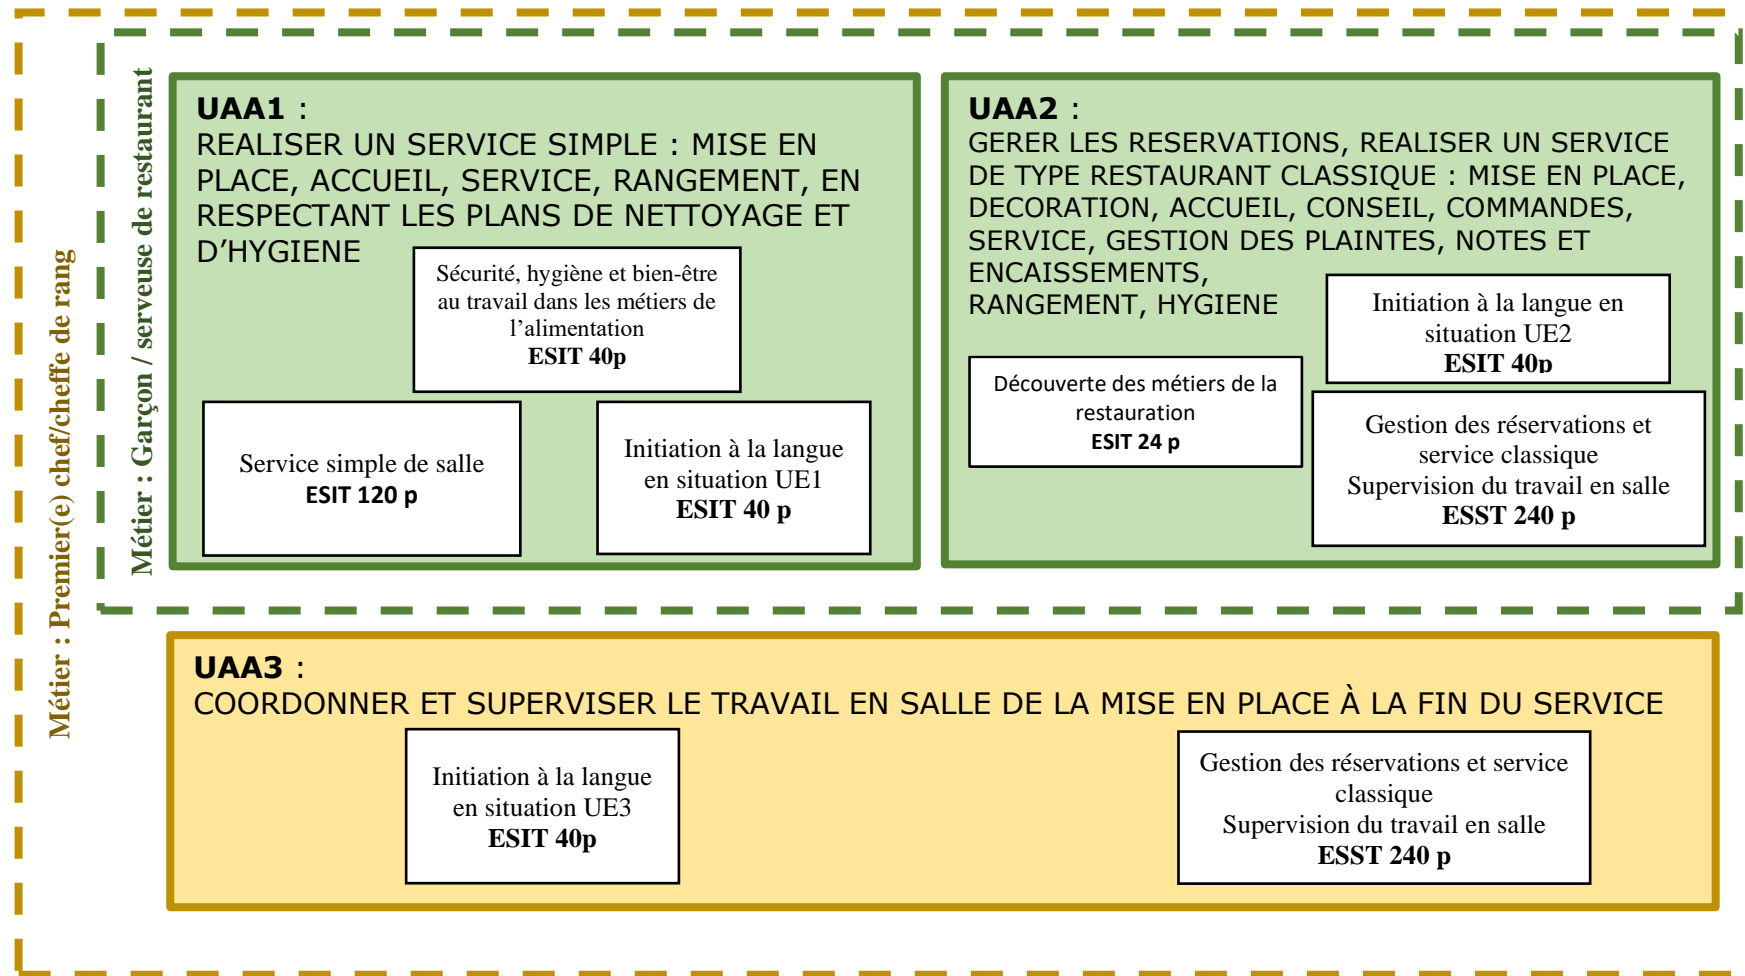 Métier : Premier(e) chef/cheffe de rang
Métier : Garçon / serveuse de restaurant
UAA1 :
REALISER UN SERVICE SIMPLE : MISE EN
PLACE, ACCUEIL, SERVICE, RANGEMENT, EN
RESPECTANT LES PLANS DE NETTOYAGE ET
D’HYGIENE
Sécurité, hygiène et bien-être
au travail dans les métiers de
l’alimentation
ESIT 40p
Service simple de salle
ESIT 120 p
Initiation à la langue
en situation UE1
ESIT 40 p
UAA2 :
GERER LES RESERVATIONS, REALISER UN SERVICE
DE TYPE RESTAURANT CLASSIQUE : MISE EN PLACE,
DECORATION, ACCUEIL, CONSEIL, COMMANDES,
SERVICE, GESTION DES PLAINTES, NOTES ET
ENCAISSEMENTS,
RANGEMENT, HYGIENE
Initiation à la langue en
situation UE2
ESIT 40p
Découverte des métiers de la
restauration
ESIT 24 p
Gestion des réservations et
service classique
Supervision du travail en salle
ESST 240 p
UAA3 :
COORDONNER ET SUPERVISER LE TRAVAIL EN SALLE DE LA MISE EN PLACE À LA FIN DU SERVICE
Initiation à la langue
en situation UE3
ESIT 40p
Gestion des réservations et service
classique
Supervision du travail en salle
ESST 240 p